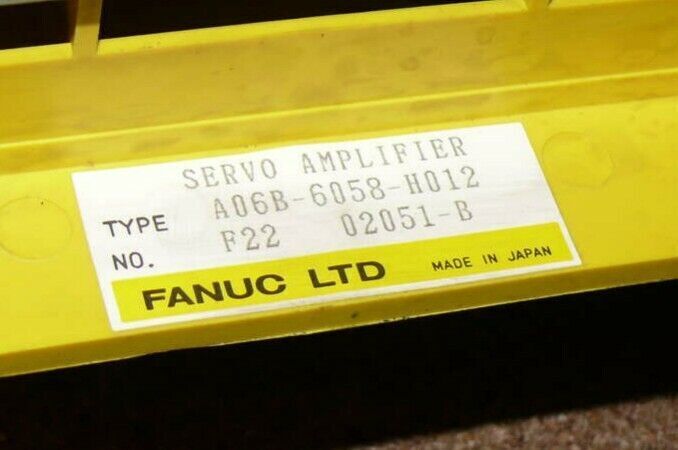 SERVO AMPLIFIER
TYPE A06B-6058-H012
NO. F22 02051-B
FANUC LTD MADE IN JAPAN